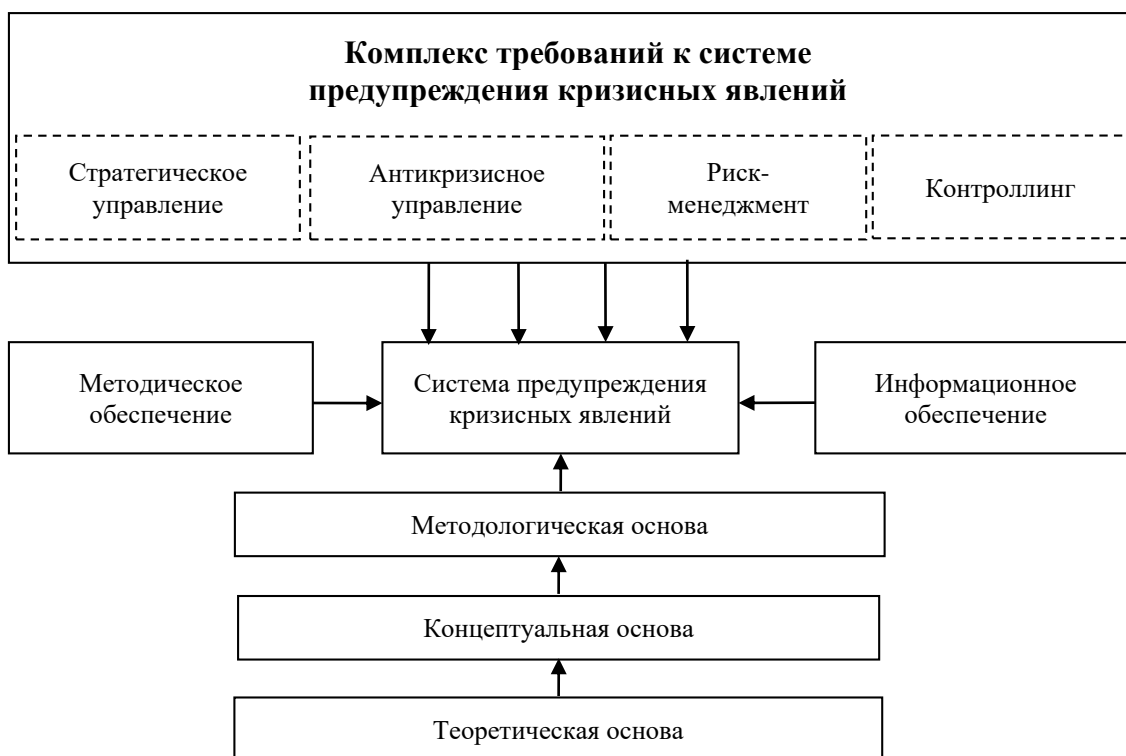 Комплекс требований к системе
предупреждения кризисных явлений
Стратегическое
управление
Антикризисное
управление
Риск-
менеджмент
Контроллинг
Методическое
обеспечение
Система предупреждения
кризисных явлений
Информационное
обеспечение
Методологическая основа
Концептуальная основа
Теоретическая основа